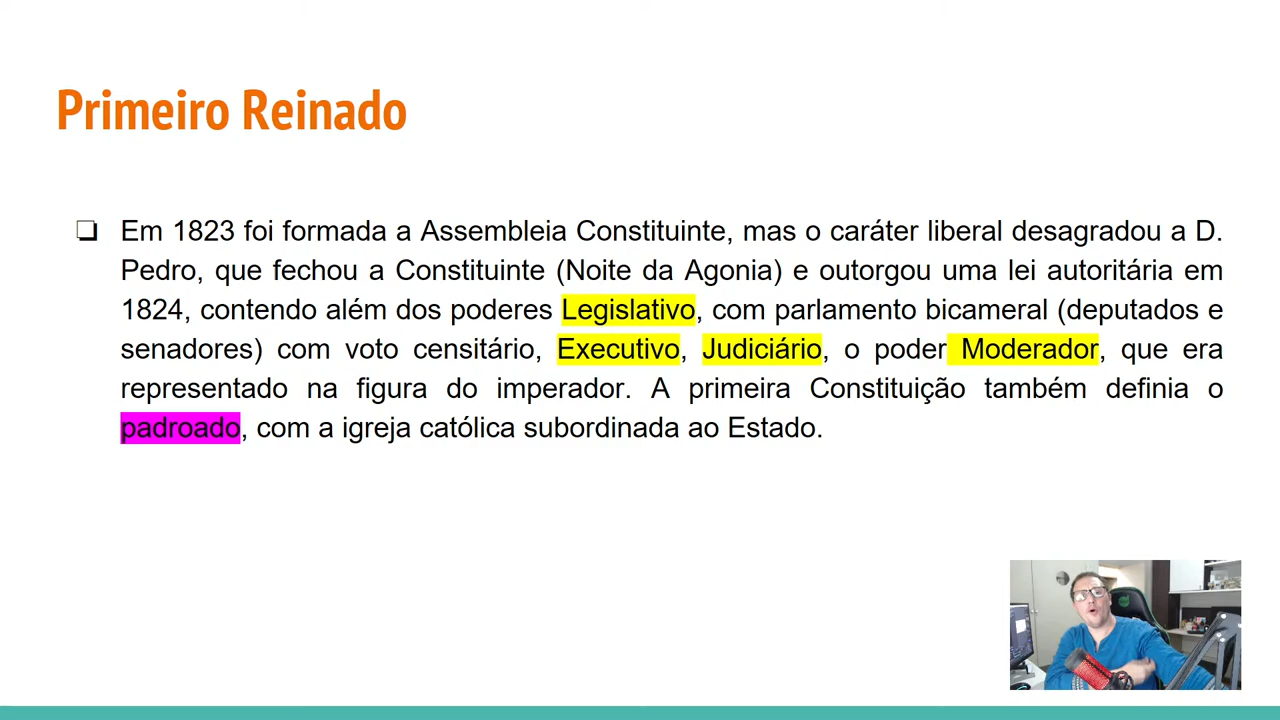 Primeiro Reinado
❏ Em 1823 foi formada a Assembleia Constituinte, mas o caráter liberal desagradou a D.
Pedro, que fechou a Constituinte (Noite da Agonia) e outorgou uma lei autoritária em
1824, contendo além dos poderes Legislativo, com parlamento bicameral (deputados e
senadores) com voto censitário, Executivo, Judiciário, o poder Moderador, que era
representado na figura do imperador. A primeira Constituição também definia o
padroado, com a igreja católica subordinada ao Estado.